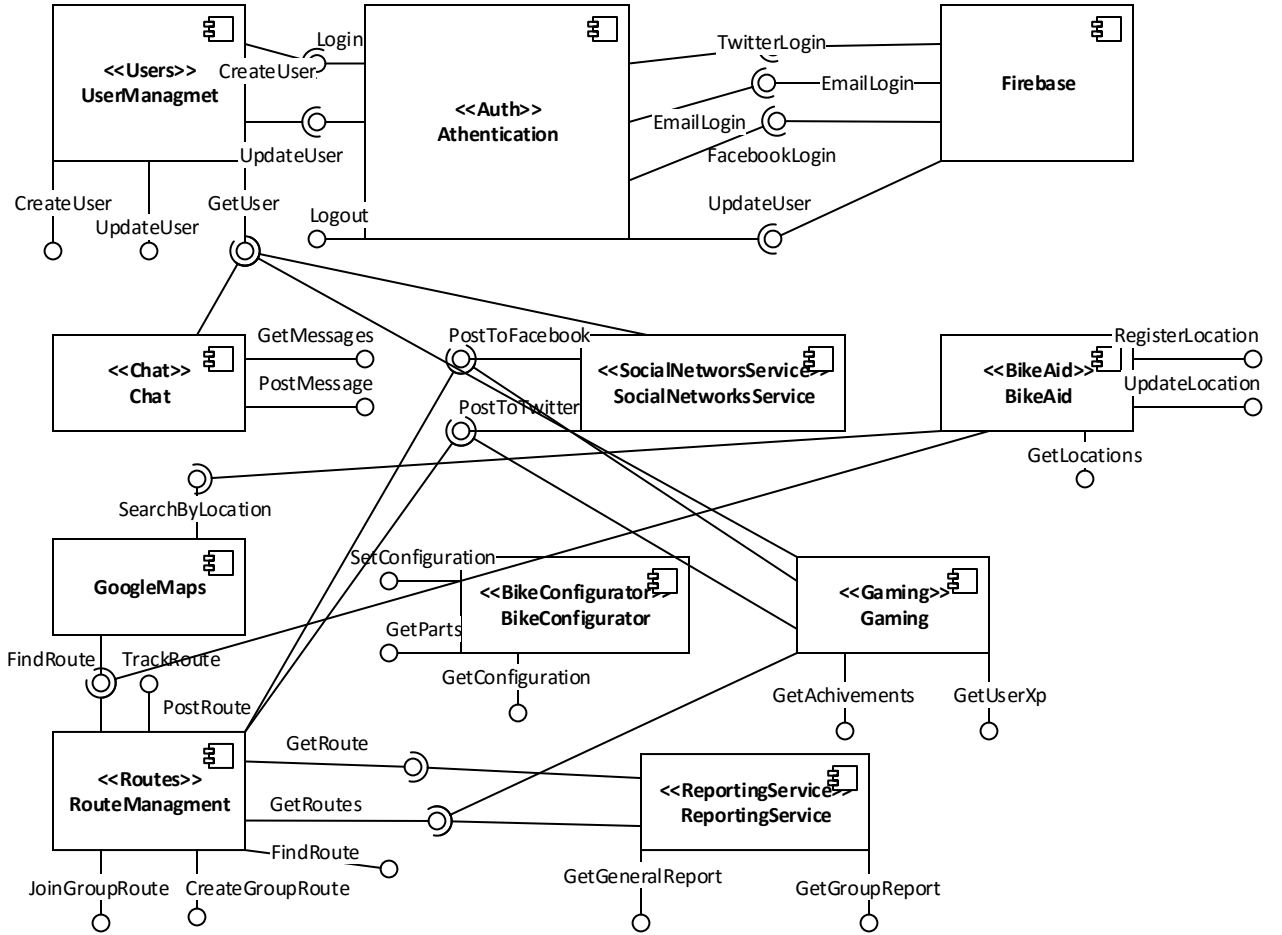 Login
TwitterLogin
<<Users>>
UserManagmet
CreateUser
<<Auth>>
Athentication
EmailLogin
Firebase
EmailLogin
UpdateUser
FacebookLogin
CreateUser
UpdateUser
GetUser
Logout
UpdateUser
GetMessages
PostToFacebook
RegisterLocation
<<Chat>>
Chat
PostMessage
<<SocialNetworsService>>
SocialNetworksService
<<BikeAid>>
BikeAid
UpdateLocation
PostToTwitter
GetLocations
SearchByLocation
GoogleMaps
SetConfiguration
<<BikeConfigurator>>
BikeConfigurator
<<Gaming>>
Gaming
GetParts
FindRoute
TrackRoute
GetConfiguration
GetAchivements
GetUserXp
PostRoute
GetRoute
<<Routes>>
RouteManagment
GetRoutes
<<ReportingService>>
ReportingService
FindRoute
JoinGroupRoute
CreateGroupRoute
GetGeneralReport
GetGroupReport